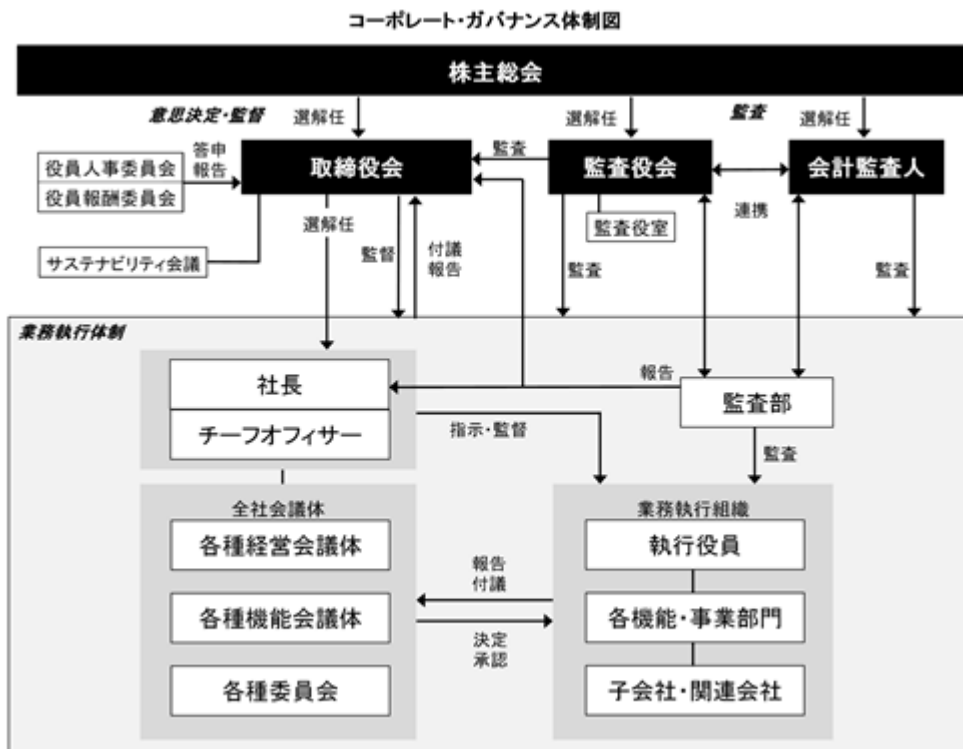 コーポレート・ガバナンス体制図
株主総会
意思決定・監督
選解任
選解任
監査
選解任
役員人事委員会
役員報酬委員会
答申
報告
取締役会
監査
監査役会
会計監査人
連携
監査役室
サステナビリティ会議
選解任
監督
付議
報告
監査
監査
業務執行体制
社長
チーフオフィサー
報告
監査部
指示・監督
監査
全社会議体
各種経営会議体
各種機能会議体
各種委員会
報告
付議
決定
承認
業務執行組織
執行役員
各機能・事業部門
子会社・関連会社